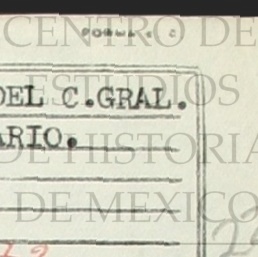 CENTRO DE
ESTUDIOS
DEL C.GRAL.
ARIO.
DE HISTORIA
DE MEXICO